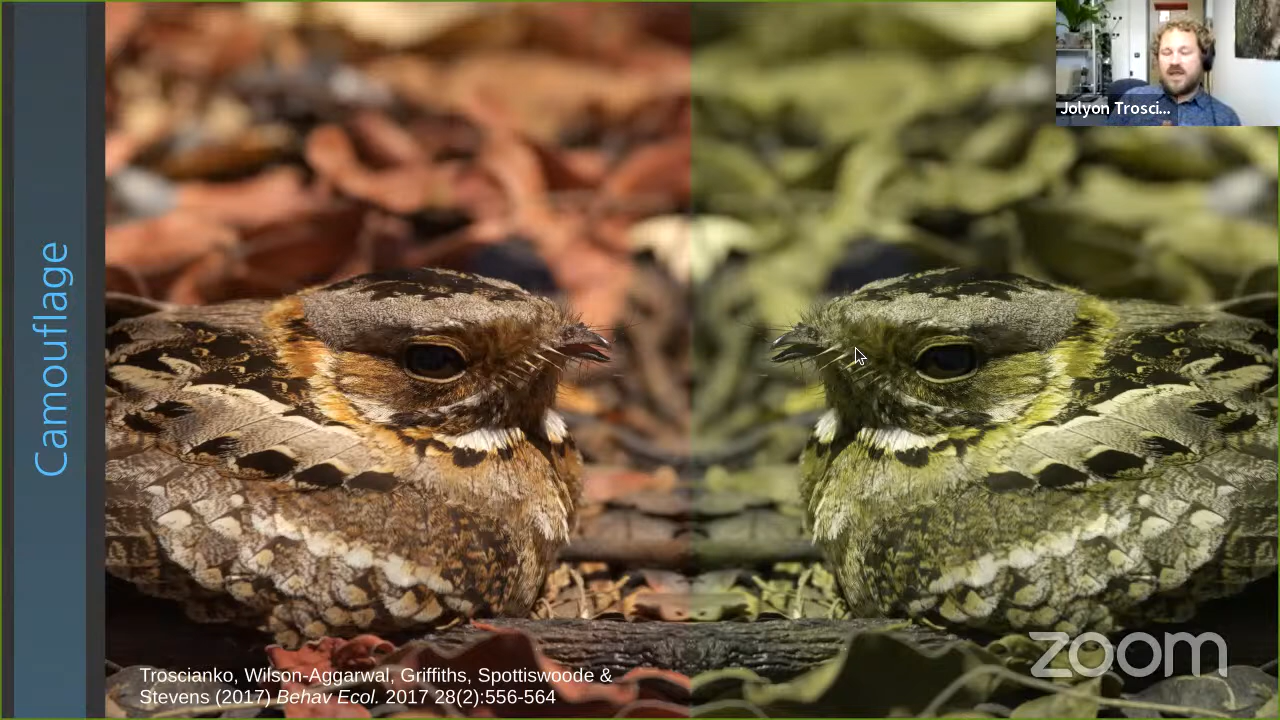 Jolyon Trosci...
Camouflage
Troscianko, Wilson-Aggarwal, Griffiths, Spottiswoode &
Stevens (2017) Behav Ecol. 2017 28(2):556-564
zoom